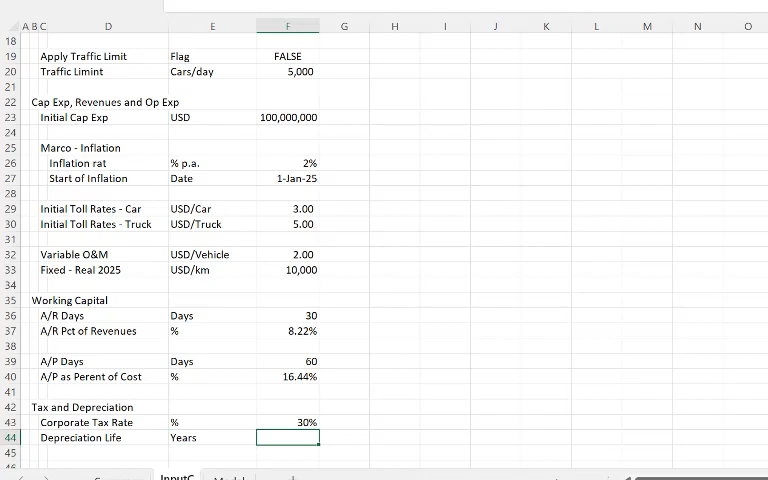 A B C D E F G H I J K L M N O
18
19 Apply Traffic Limit Flag FALSE
20 Traffic Limint Cars/day 5,000
21
22 Cap Exp, Revenues and Op Exp
23 Initial Cap Exp USD 100,000,000
24
25 Marco - Inflation
26 Inflation rat % p.a. 2%
27 Start of Inflation Date 1-Jan-25
28
29 Initial Toll Rates - Car USD/Car 3.00
30 Initial Toll Rates - Truck USD/Truck 5.00
31
32 Variable O&M USD/Vehicle 2.00
33 Fixed - Real 2025 USD/km 10,000
34
35 Working Capital
36 A/R Days Days 30
37 A/R Pct of Revenues % 8.22%
38
39 A/P Days Days 60
40 A/P as Perent of Cost % 16.44%
41
42 Tax and Depreciation
43 Corporate Tax Rate % 30%
44 Depreciation Life Years
45
46
InputC Model